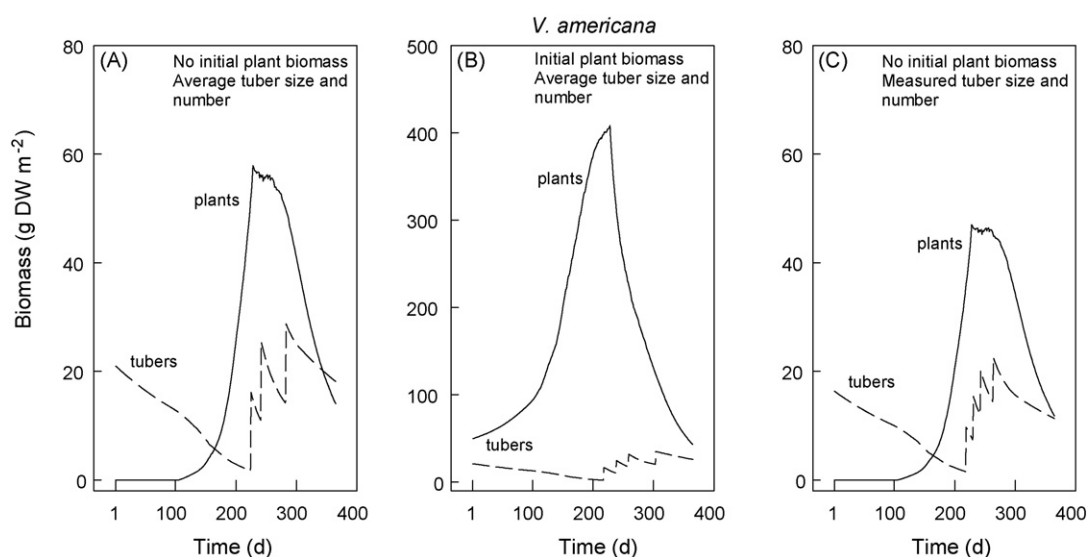 V. americana
Biomass (g DW m-2)
(A)
No initial plant biomass
Average tuber size and
number
80
60
40
20
0
plants
tubers
1 100 200 300 400
Time (d)
(B)
Initial plant biomass
Average tuber size and
number
500
400
300
200
100
0
plants
tubers
1 100 200 300 400
Time (d)
(C)
No initial plant biomass
Measured tuber size and
number
80
60
40
20
0
plants
tubers
1 100 200 300 400
Time (d)